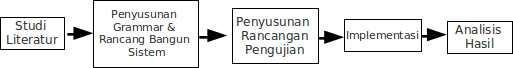 Studi
Literatur
Penyusunan
Grammar &
Rancang Bangun
Sistem
Penyusunan
Rancangan
Pengujian
Implementasi
Analisis
Hasil